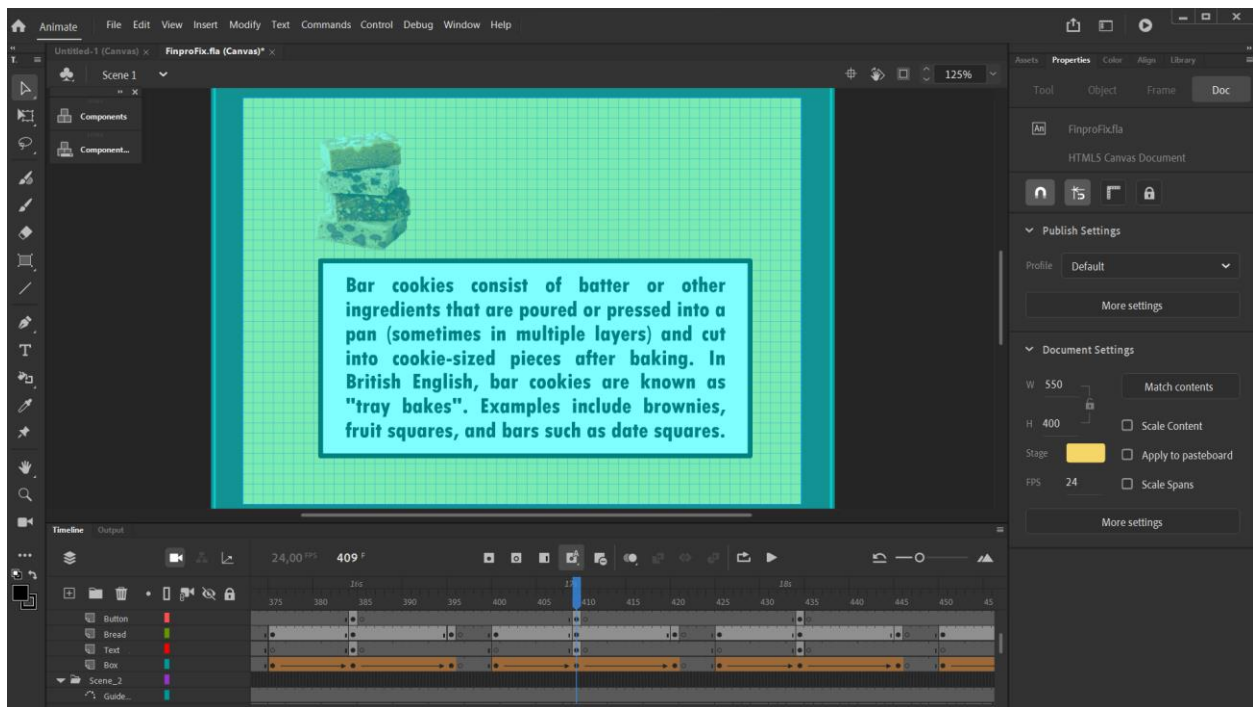 Animate File Edit View Insert Modify Text Commands Control Debug Window Help
Untitled-1 (Canvas) × FinproFix.fla (Canvas)* ×
Scene 1 125%
Components
Component...
Bar cookies consist of batter or other
ingredients that are poured or pressed into a
pan (sometimes in multiple layers) and cut
into cookie-sized pieces after baking. In
British English, bar cookies are known as
"tray bakes". Examples include brownies,
fruit squares, and bars such as date squares.
Assets Properties Color Align Library
Tool Object Frame Doc
An FinproFix.fla
HTML5 Canvas Document
Publish Settings
Profile Default
More settings
Document Settings
W 550 Match contents
H 400 Scale Content
Stage Apply to pasteboard
FPS 24 Scale Spans
More settings
Timeline Output
24,00 FPS 409 F
16s 18s
375 380 385 390 395 400 405 410 415 420 425 430 435 440 445 450 45
Button
Bread
Text
Box
Scene_2
Guide...